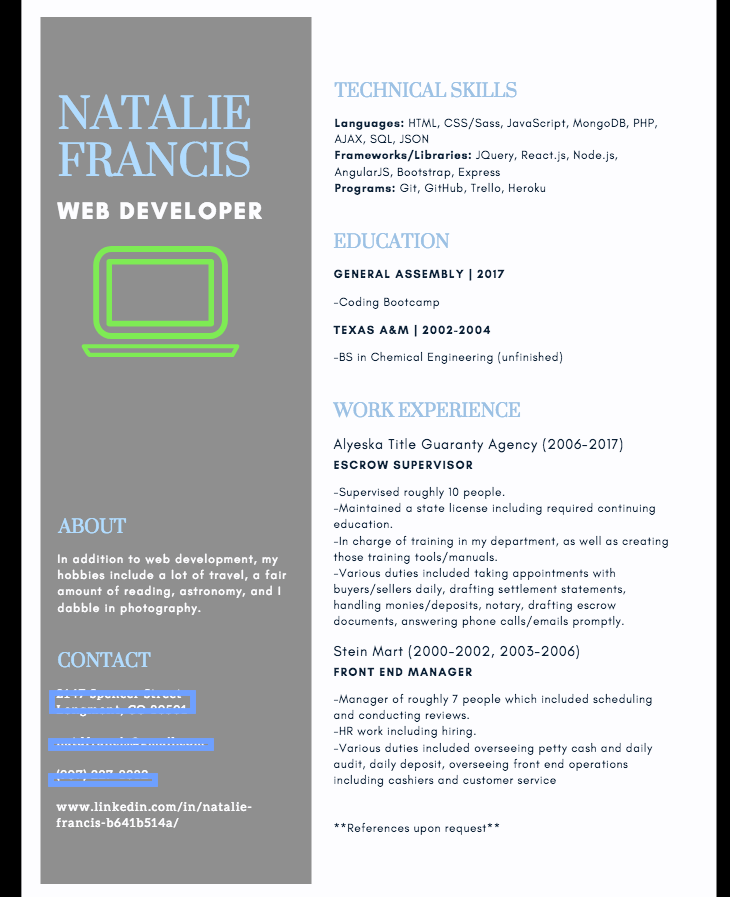 NATALIE
FRANCIS
WEB DEVELOPER
ABOUT
In addition to web development, my
hobbies include a lot of travel, a fair
amount of reading, astronomy, and I
dabble in photography.
CONTACT
www.linkedin.com/in/natalie-
francis-b641b514a/
TECHNICAL SKILLS
Languages: HTML, CSS/Sass, JavaScript, MongoDB, PHP,
AJAX, SQL, JSON
Frameworks/Libraries: JQuery, React.js, Node.js,
AngularJS, Bootstrap, Express
Programs: Git, GitHub, Trello, Heroku
EDUCATION
GENERAL ASSEMBLY | 2017
-Coding Bootcamp
TEXAS A&M | 2002-2004
-BS in Chemical Engineering (unfinished)
WORK EXPERIENCE
Alyeska Title Guaranty Agency (2006-2017)
ESCROW SUPERVISOR
-Supervised roughly 10 people.
-Maintained a state license including required continuing
education.
-In charge of training in my department, as well as creating
those training tools/manuals.
-Various duties included taking appointments with
buyers/sellers daily, drafting settlement statements,
handling monies/deposits, notary, drafting escrow
documents, answering phone calls/emails promptly.
Stein Mart (2000-2002, 2003-2006)
FRONT END MANAGER
-Manager of roughly 7 people which included scheduling
and conducting reviews.
-HR work including hiring.
-Various duties included overseeing petty cash and daily
audit, daily deposit, overseeing front end operations
including cashiers and customer service
**References upon request**